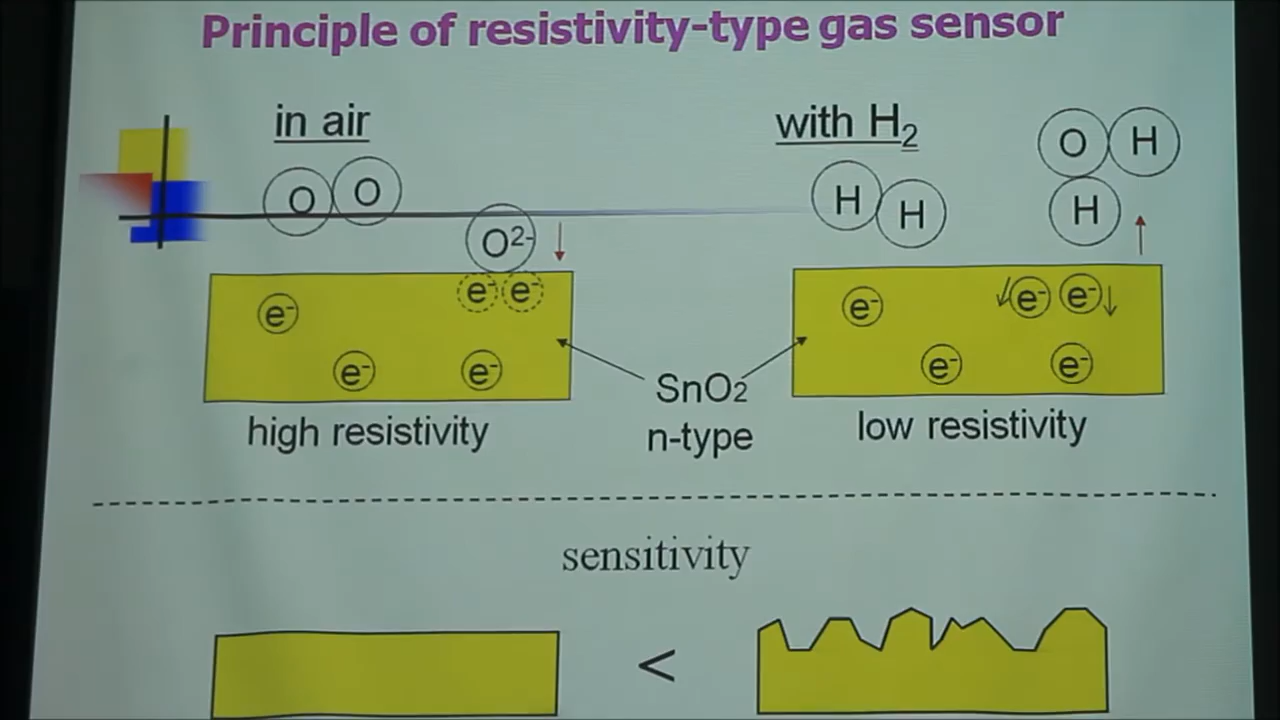 Principle of resistivity-type gas sensor
in air
with H₂
O H
O O
H H
H
O²⁻
e⁻ e⁻
e⁻
e⁻ e⁻
e⁻ e⁻
e⁻
e⁻ e⁻
SnO₂
n-type
high resistivity
low resistivity
sensitivity
<